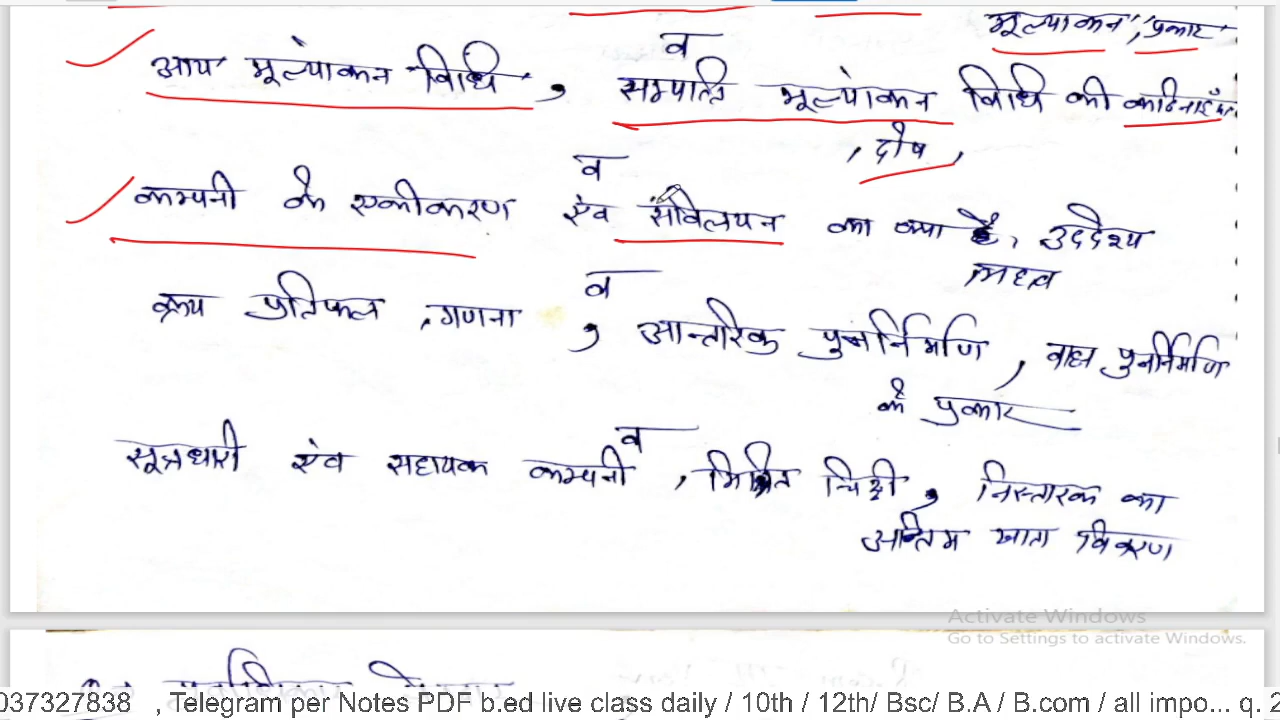 मूल्यांकन, प्रकार
आय मूल्यांकन विधि, व सम्पत्ति मूल्यांकन विधि की कठिनाइयाँ
, दोष,
कम्पनी के एकीकरण एवं व संविलयन का क्या है, उद्देश्य
महत्व
क्रय प्रतिफल, गणना व, आन्तरिक पुनर्निर्माण, वाह्य पुनर्निर्माण
के प्रकार
सूत्रधारी एंव सहायक कम्पनी व, मिश्रित चिट्ठी, निस्तारक का
अन्तिम खाता विवरण
Activate Windows
Go to Settings to activate Windows.
037327838 , Telegram per Notes PDF b.ed live class daily / 10th / 12th/ Bsc/ B.A / B.com / all impo... q. 2